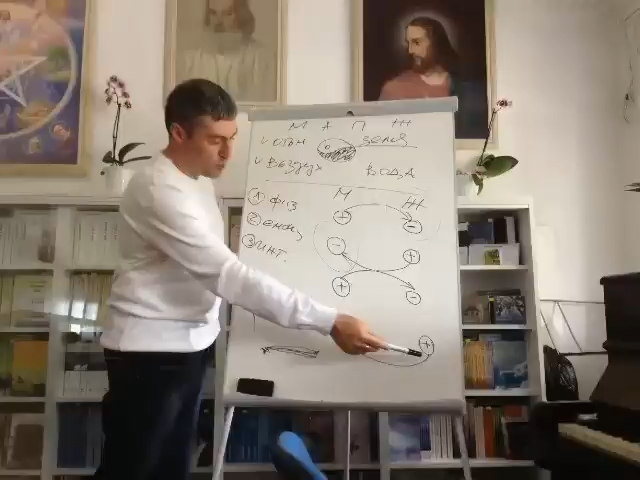 М А П Ж
v огонь земля
v Воздух вода
М Ж
① физ + -
② эмоц - +
③ инт. + -
+